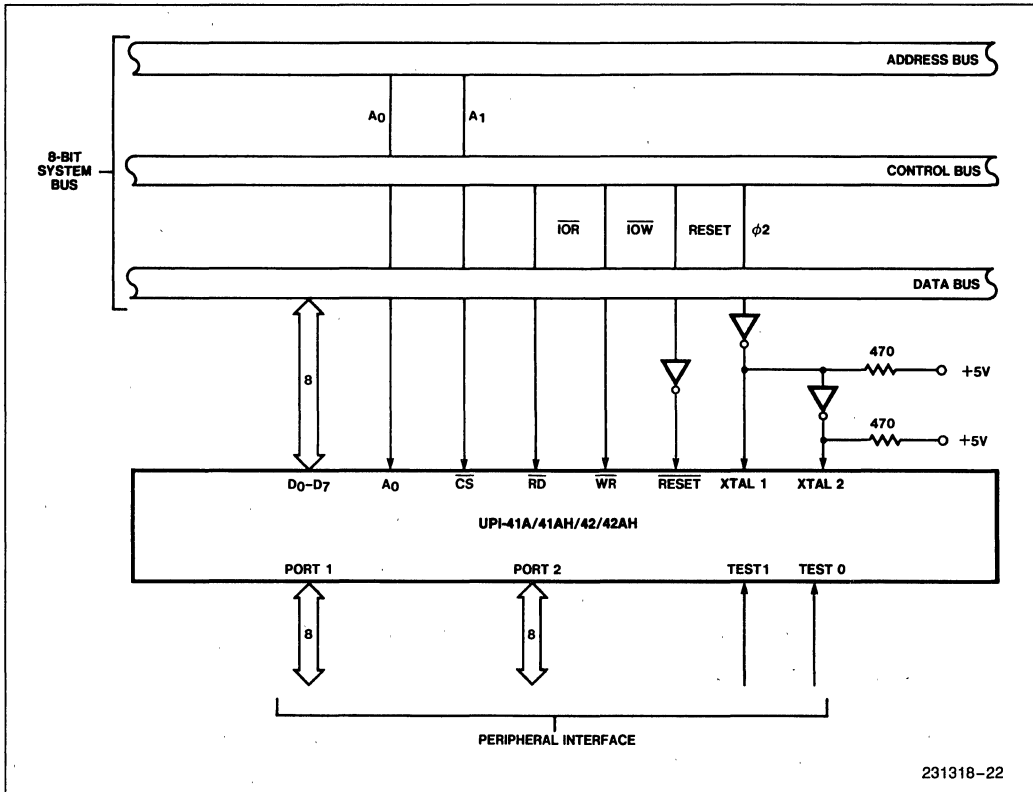 ADDRESS BUS
A0 A1
8-BIT
SYSTEM
BUS
CONTROL BUS
IOR IOW RESET φ2
DATA BUS
470
+5V
8
470
+5V
D0–D7 A0 CS RD WR RESET XTAL 1 XTAL 2
UPI-41A/41AH/42/42AH
PORT 1 PORT 2 TEST1 TEST 0
8 8
PERIPHERAL INTERFACE
231318–22